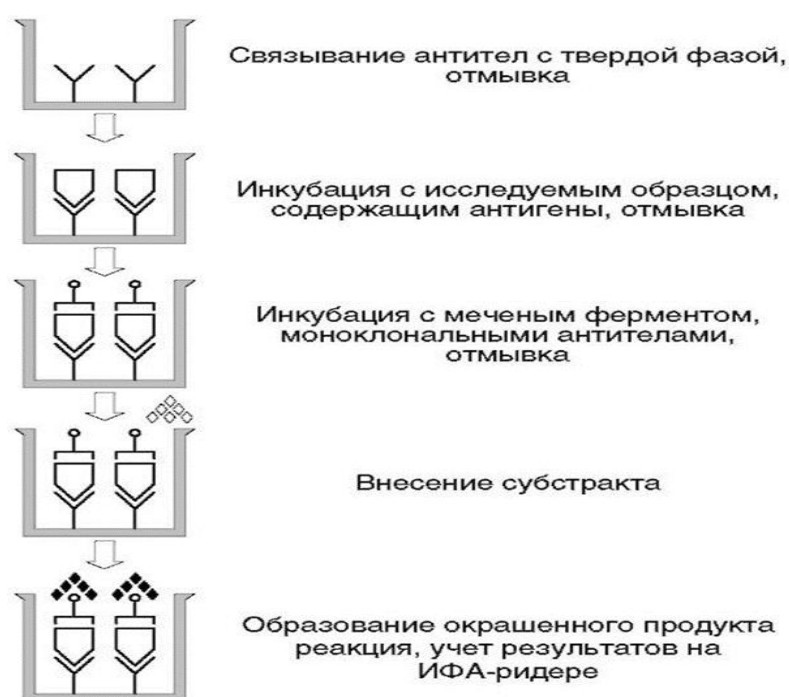 Связывание антител с твердой фазой,
отмывка
Инкубация с исследуемым образцом,
содержащим антигены, отмывка
Инкубация с меченым ферментом,
моноклональными антителами,
отмывка
Внесение субстракта
Образование окрашенного продукта
реакция, учет результатов на
ИФА-ридере